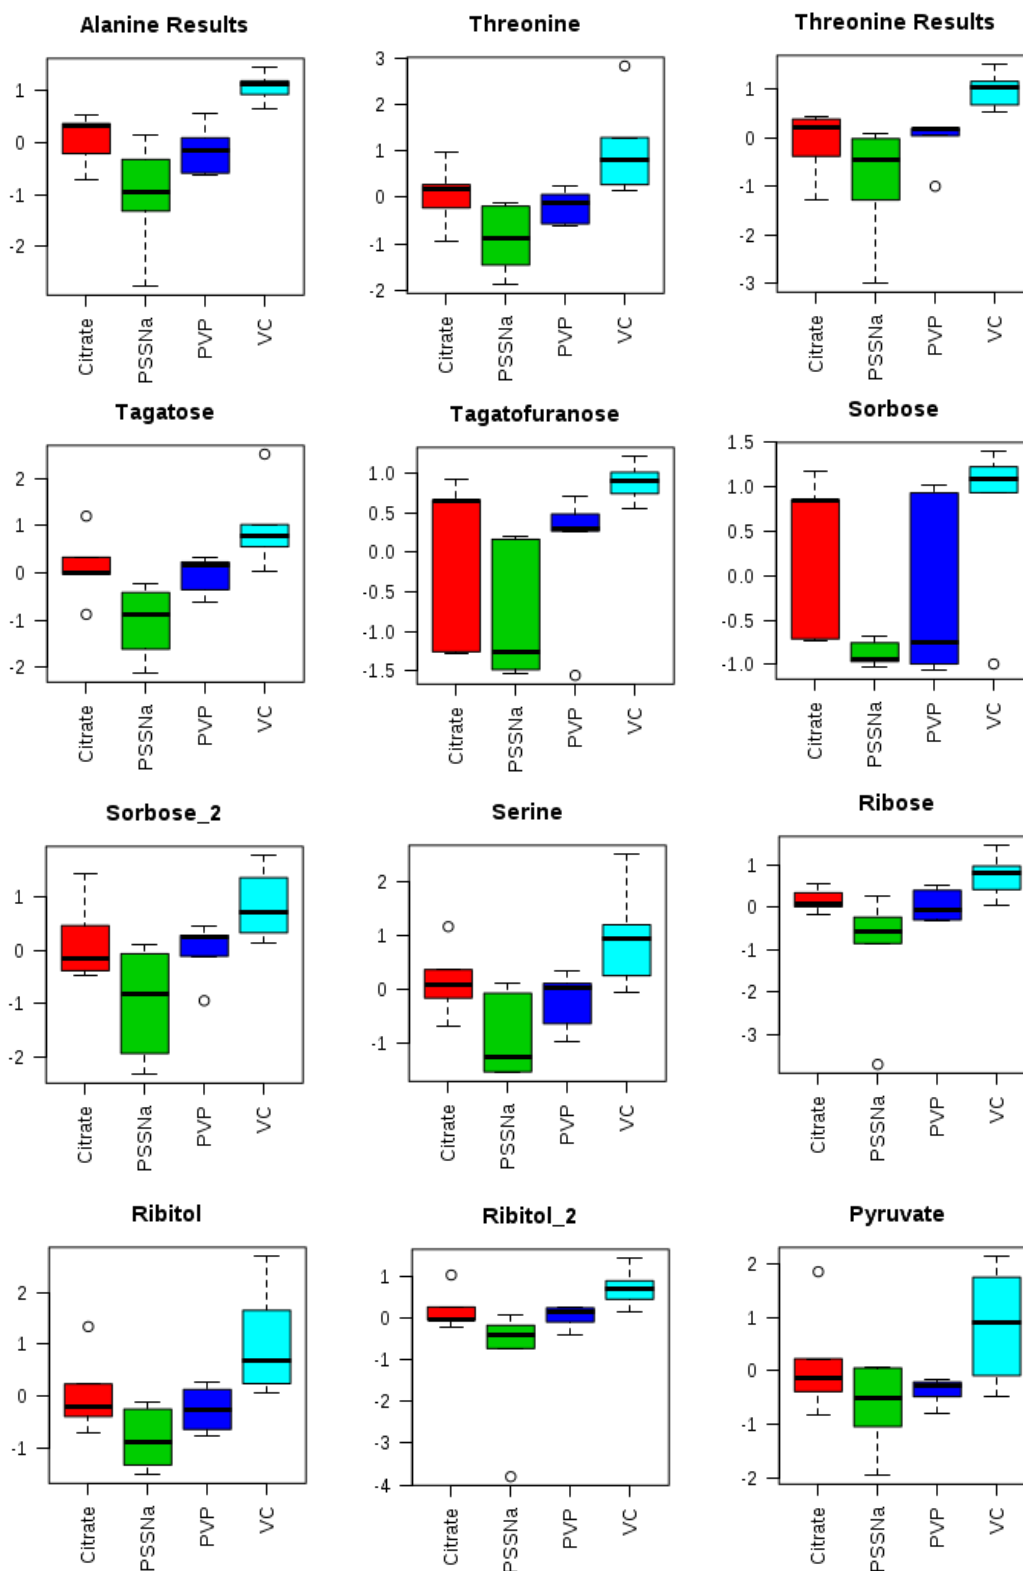 Alanine Results
1
0
-1
-2
Citrate
PSSNa
PVP
VC
Threonine
3
2
1
0
-1
-2
Citrate
PSSNa
PVP
VC
Threonine Results
1
0
-1
-2
-3
Citrate
PSSNa
PVP
VC
Tagatose
2
1
0
-1
-2
Citrate
PSSNa
PVP
VC
Tagatofuranose
1.0
0.5
0.0
-0.5
-1.0
-1.5
Citrate
PSSNa
PVP
VC
Sorbose
1.5
1.0
0.5
0.0
-0.5
-1.0
Citrate
PSSNa
PVP
VC
Sorbose_2
1
0
-1
-2
Citrate
PSSNa
PVP
VC
Serine
2
1
0
-1
Citrate
PSSNa
PVP
VC
Ribose
1
0
-1
-2
-3
Citrate
PSSNa
PVP
VC
Ribitol
2
1
0
-1
Citrate
PSSNa
PVP
VC
Ribitol_2
1
0
-1
-2
-3
-4
Citrate
PSSNa
PVP
VC
Pyruvate
2
1
0
-1
-2
Citrate
PSSNa
PVP
VC